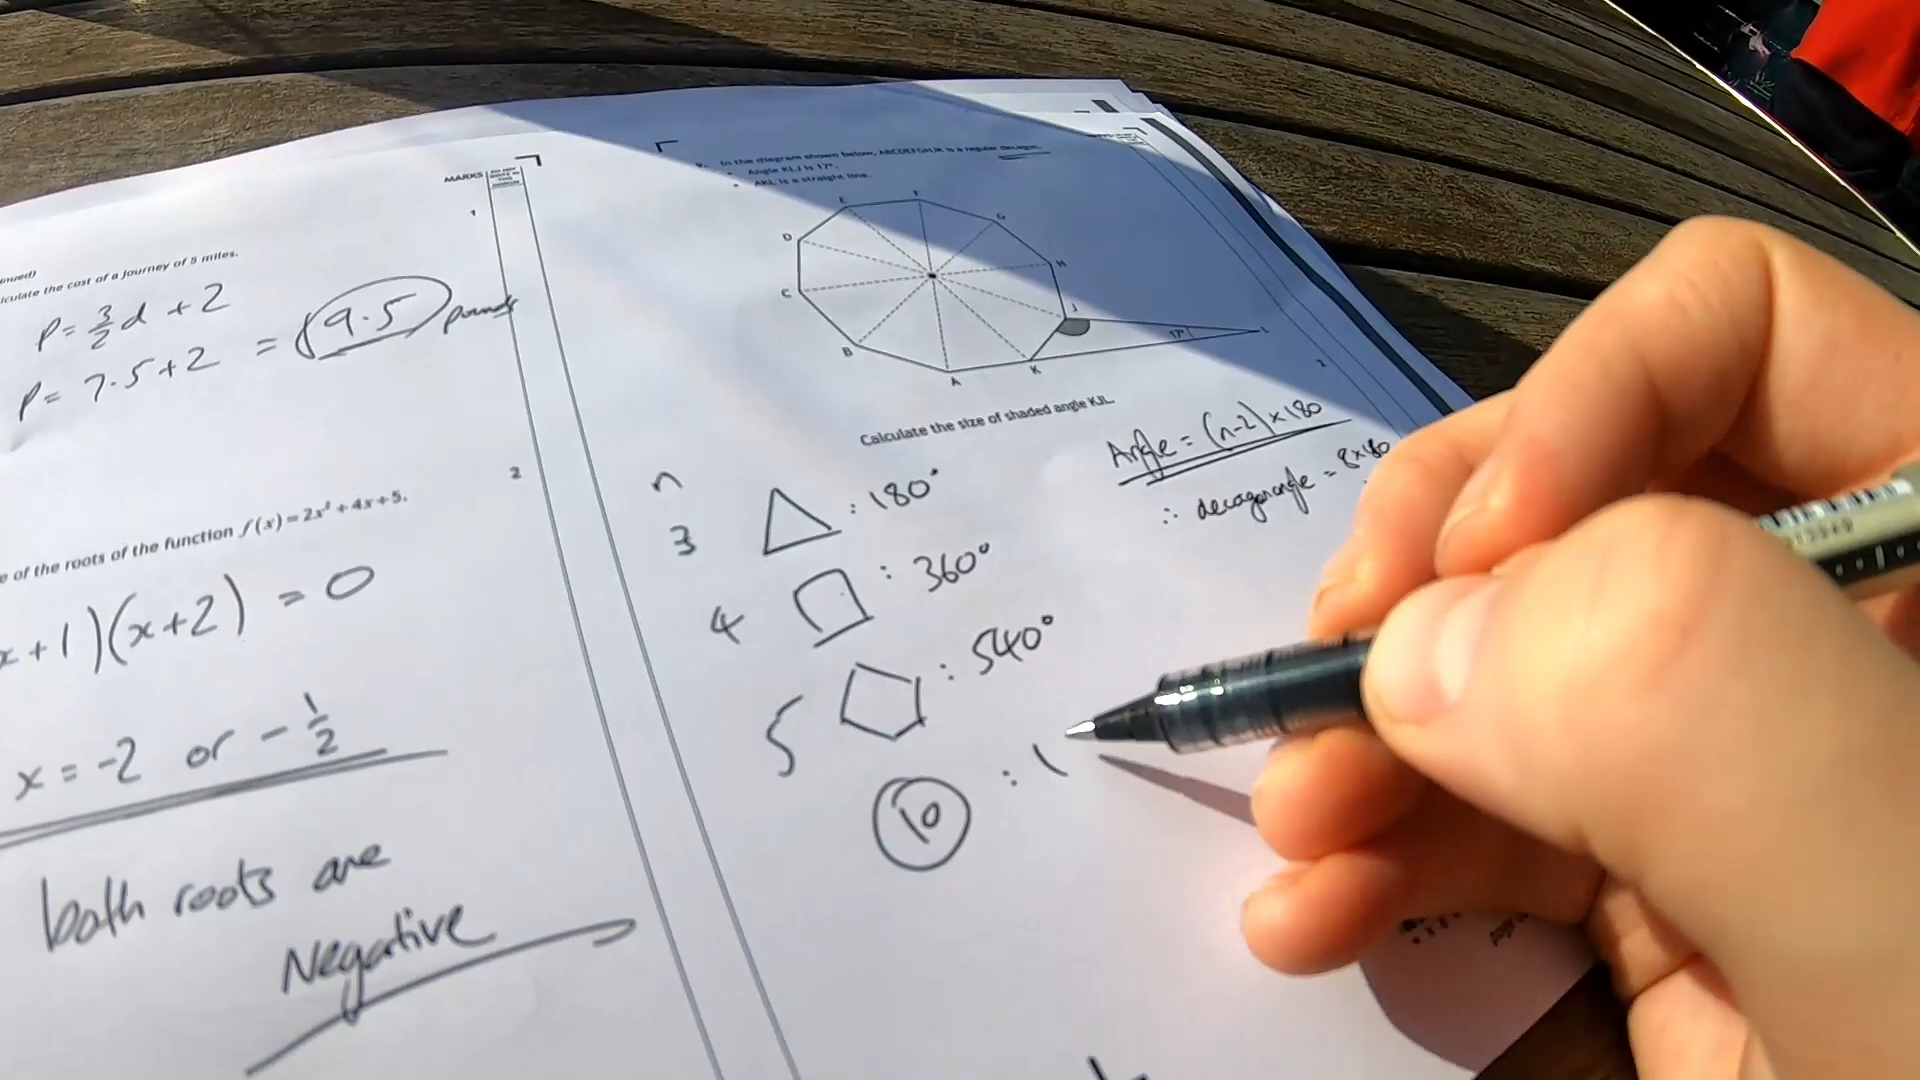 MARKS
1
lculate the cost of a journey of 5 miles.
P = 3/2 d + 2
P = 7.5 + 2 = 9.5 pounds
2
e of the roots of the function f(x) = 2x² + 4x + 5.
x + 1)(x + 2) = 0
x = -2 or - 1/2
both roots are
Negative
In the diagram shown below, ABCDEFGHJK is a regular decagon.
• Angle KLJ is 17°.
• AKL is a straight line.
E
F
G
D
H
C
J
17°
L
B
A
K
Calculate the size of shaded angle KJL.
Angle = (n-2) × 180
∴ decagon angle = 8×180
n
3 : 180°
4 : 360°
5 : 540°
10 :